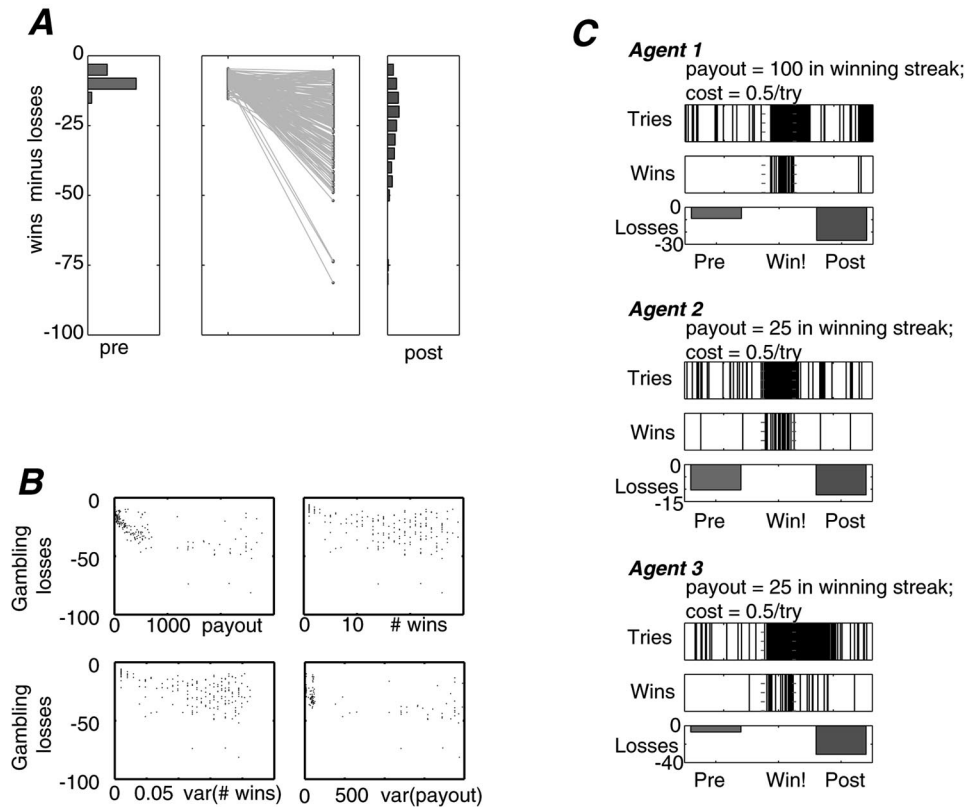 A
0
-25
-50
-75
-100
wins minus losses
pre
post
B
0
-50
-100
Gambling
losses
0 1000 payout
0 10 # wins
0
-50
-100
Gambling
losses
0 0.05 var(# wins)
0 500 var(payout)
C
Agent 1
payout = 100 in winning streak;
cost = 0.5/try
Tries
Wins
0
Losses
-30
Pre Win! Post
Agent 2
payout = 25 in winning streak;
cost = 0.5/try
Tries
Wins
0
Losses
-15
Pre Win! Post
Agent 3
payout = 25 in winning streak;
cost = 0.5/try
Tries
Wins
0
Losses
-40
Pre Win! Post